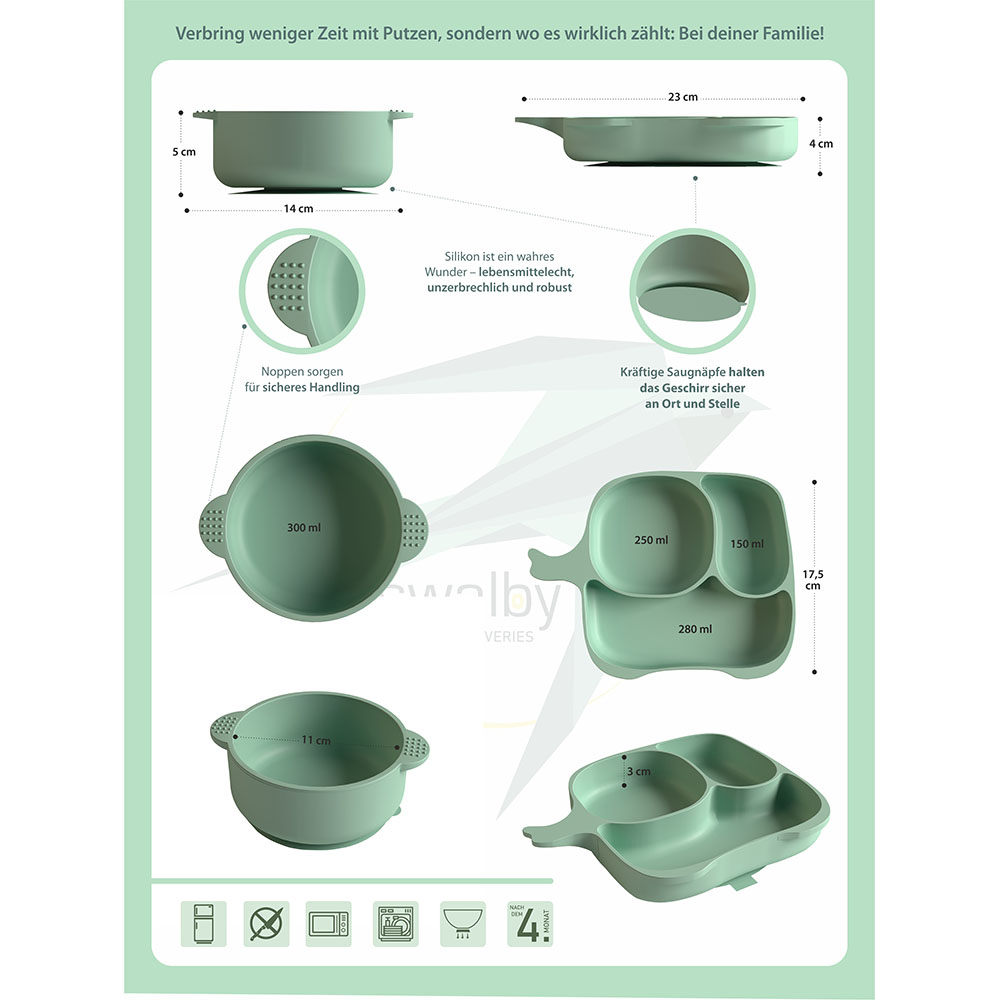 Verbring weniger Zeit mit Putzen, sondern wo es wirklich zählt: Bei deiner Familie!
23 cm
5 cm
4 cm
14 cm
Silikon ist ein wahres
Wunder – lebensmittelecht,
unzerbrechlich und robust
Noppen sorgen
für sicheres Handling
Kräftige Saugnäpfe halten
das Geschirr sicher
an Ort und Stelle
300 ml
250 ml
150 ml
17,5
cm
280 ml
swalby
VERIES
11 cm
3 cm
NACH
DEM
4.
MONAT